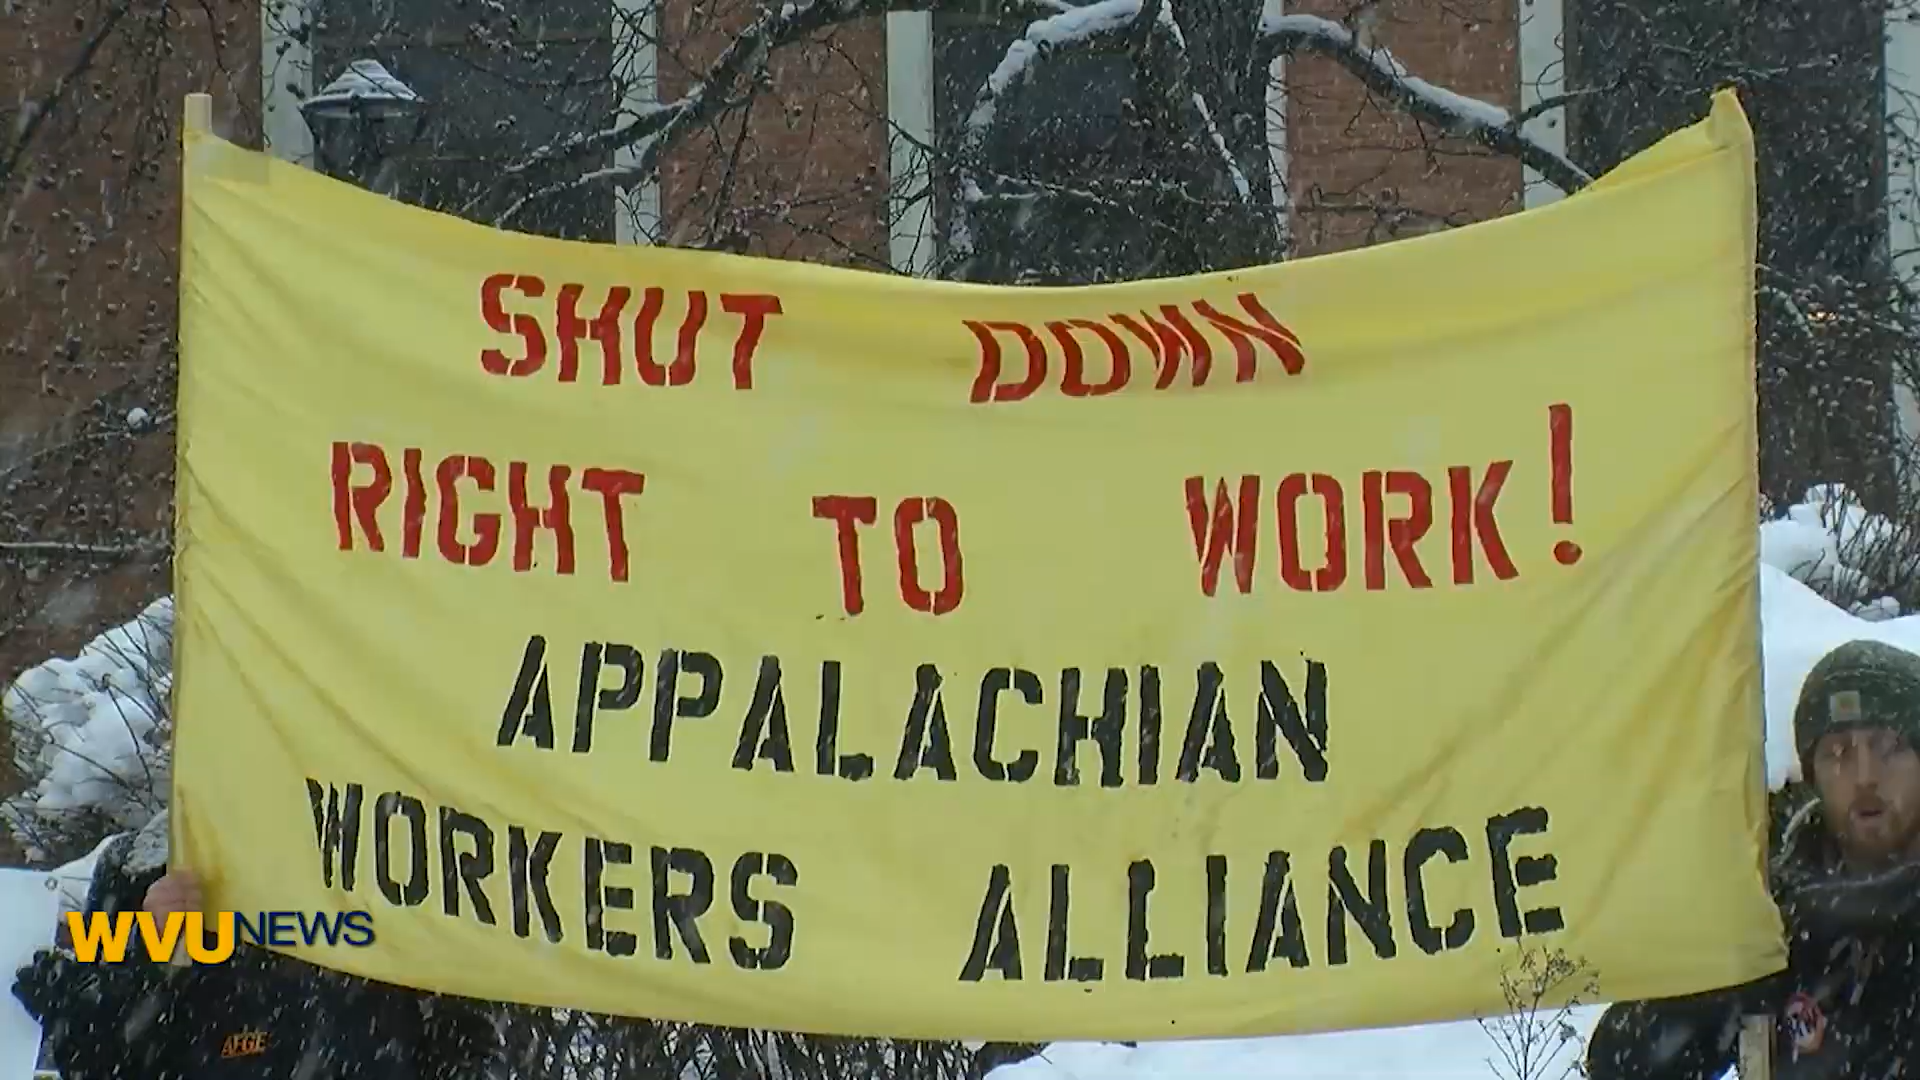 SHUT DOWN
RIGHT TO WORK!
APPALACHIAN
WORKERS ALLIANCE
WVUNEWS
AFGE